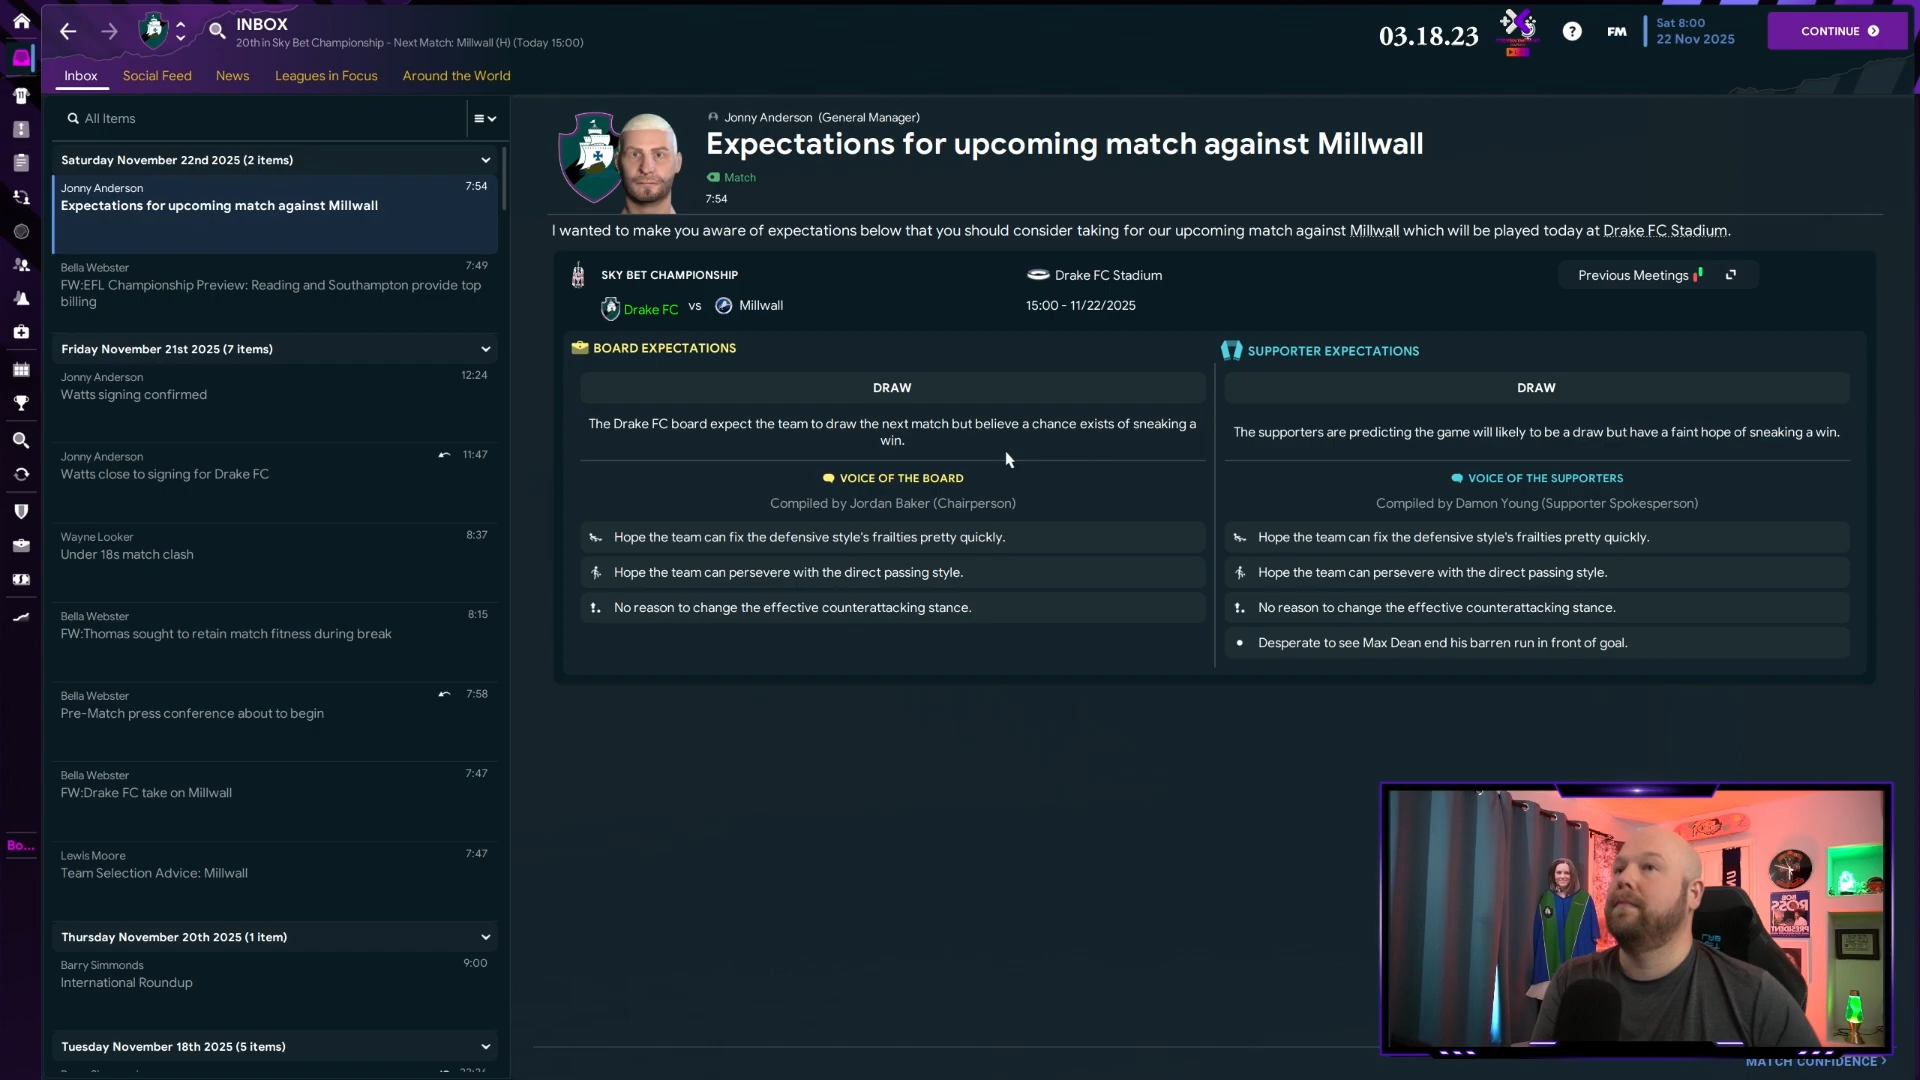 INBOX
20th in Sky Bet Championship - Next Match: Millwall (H) (Today 15:00)
03.18.23
FM
Sat 8:00
22 Nov 2025
CONTINUE
Inbox
Social Feed
News
Leagues in Focus
Around the World
All Items
Saturday November 22nd 2025 (2 items)
Jonny Anderson
7:54
Expectations for upcoming match against Millwall
Bella Webster
7:49
FW:EFL Championship Preview: Reading and Southampton provide top
billing
Friday November 21st 2025 (7 items)
Jonny Anderson
12:24
Watts signing confirmed
Jonny Anderson
11:47
Watts close to signing for Drake FC
Wayne Looker
8:37
Under 18s match clash
Bella Webster
8:15
FW:Thomas sought to retain match fitness during break
Bella Webster
7:58
Pre-Match press conference about to begin
Bella Webster
7:47
FW:Drake FC take on Millwall
Lewis Moore
7:47
Team Selection Advice: Millwall
Thursday November 20th 2025 (1 item)
Barry Simmonds
9:00
International Roundup
Tuesday November 18th 2025 (5 items)
Bo...
Jonny Anderson (General Manager)
Expectations for upcoming match against Millwall
Match
7:54
I wanted to make you aware of expectations below that you should consider taking for our upcoming match against Millwall which will be played today at Drake FC Stadium.
SKY BET CHAMPIONSHIP
Drake FC Stadium
Previous Meetings
Drake FC vs Millwall
15:00 - 11/22/2025
BOARD EXPECTATIONS
DRAW
The Drake FC board expect the team to draw the next match but believe a chance exists of sneaking a
win.
VOICE OF THE BOARD
Compiled by Jordan Baker (Chairperson)
Hope the team can fix the defensive style's frailties pretty quickly.
Hope the team can persevere with the direct passing style.
No reason to change the effective counterattacking stance.
SUPPORTER EXPECTATIONS
DRAW
The supporters are predicting the game will likely to be a draw but have a faint hope of sneaking a win.
VOICE OF THE SUPPORTERS
Compiled by Damon Young (Supporter Spokesperson)
Hope the team can fix the defensive style's frailties pretty quickly.
Hope the team can persevere with the direct passing style.
No reason to change the effective counterattacking stance.
Desperate to see Max Dean end his barren run in front of goal.
MATCH CONFIDENCE